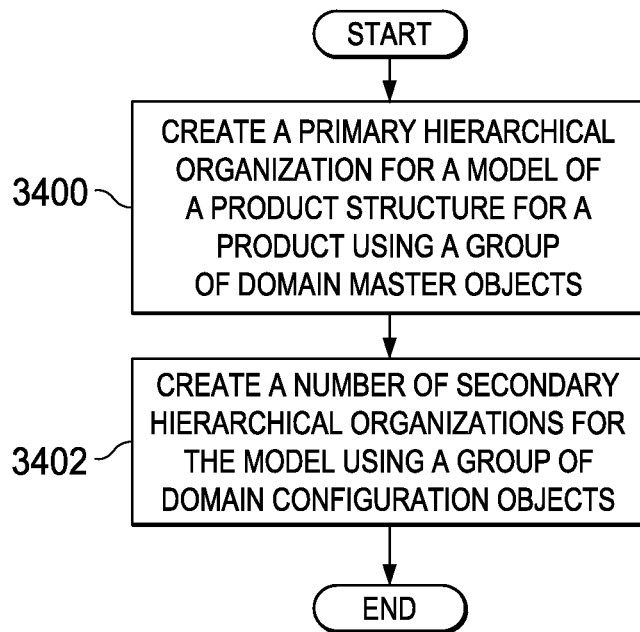 START
3400
CREATE A PRIMARY HIERARCHICAL
ORGANIZATION FOR A MODEL OF
A PRODUCT STRUCTURE FOR A
PRODUCT USING A GROUP
OF DOMAIN MASTER OBJECTS
3402
CREATE A NUMBER OF SECONDARY
HIERARCHICAL ORGANIZATIONS FOR
THE MODEL USING A GROUP OF
DOMAIN CONFIGURATION OBJECTS
END